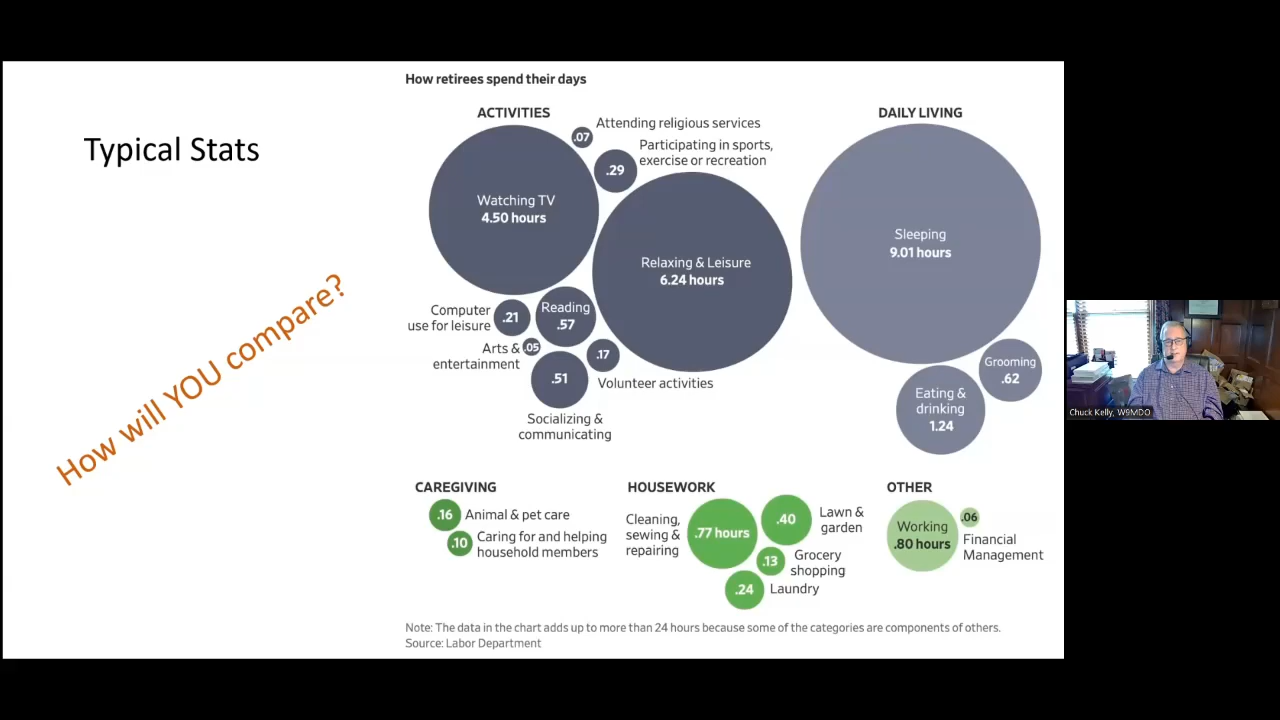 How retirees spend their days
Typical Stats
How will YOU compare?
ACTIVITIES
.07
Attending religious services
.29
Participating in sports,
exercise or recreation
Watching TV
4.50 hours
Relaxing & Leisure
6.24 hours
Computer
use for leisure
.21
Reading
.57
Arts &
entertainment
.05
.17
Volunteer activities
.51
Socializing &
communicating
DAILY LIVING
Sleeping
9.01 hours
Grooming
.62
Eating &
drinking
1.24
CAREGIVING
.16
Animal & pet care
.10
Caring for and helping
household members
HOUSEWORK
Cleaning,
sewing &
repairing
.77 hours
.40
Lawn &
garden
.13
Grocery
shopping
.24
Laundry
OTHER
Working
.80 hours
.06
Financial
Management
Note: The data in the chart adds up to more than 24 hours because some of the categories are components of others.
Source: Labor Department
Chuck Kelly, W9MDO